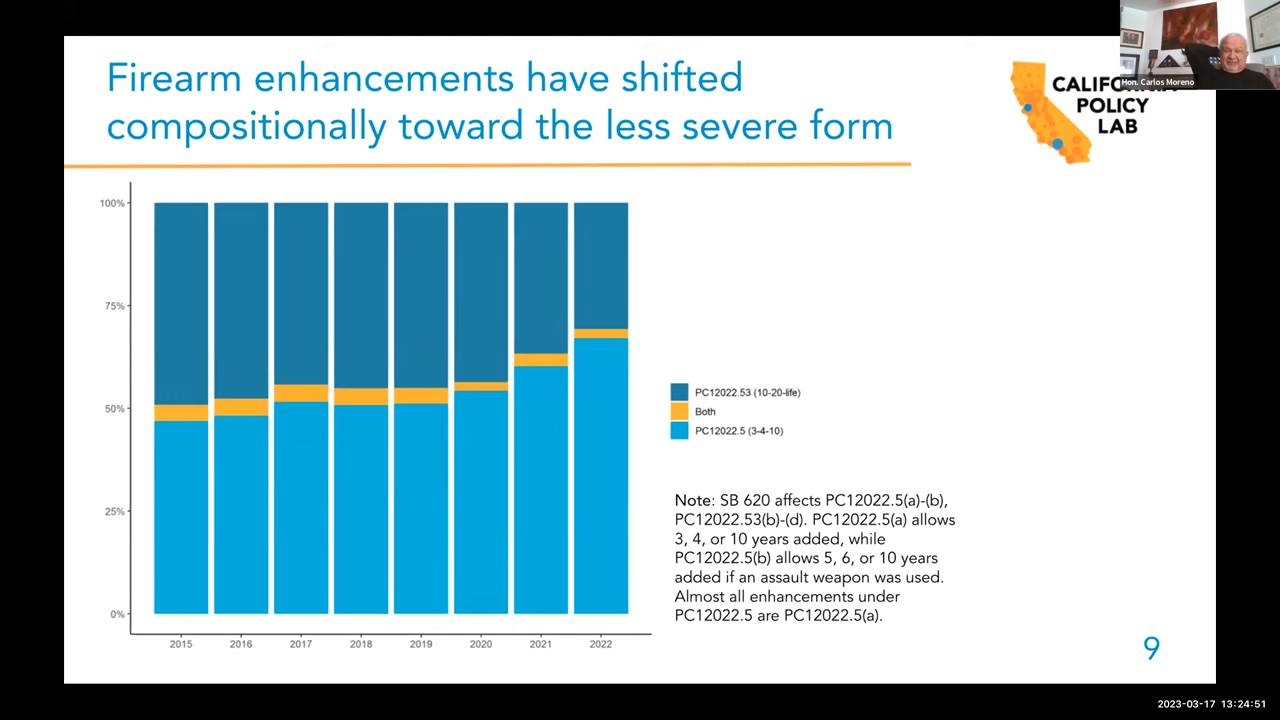 Firearm enhancements have shifted
compositionally toward the less severe form
Hon. Carlos Moreno
CALIFORNIA
POLICY
LAB
100%
75%
50%
25%
0%
2015 2016 2017 2018 2019 2020 2021 2022
PC12022.53 (10-20-life)
Both
PC12022.5 (3-4-10)
Note: SB 620 affects PC12022.5(a)-(b),
PC12022.53(b)-(d). PC12022.5(a) allows
3, 4, or 10 years added, while
PC12022.5(b) allows 5, 6, or 10 years
added if an assault weapon was used.
Almost all enhancements under
PC12022.5 are PC12022.5(a).
9
2023-03-17 13:24:51